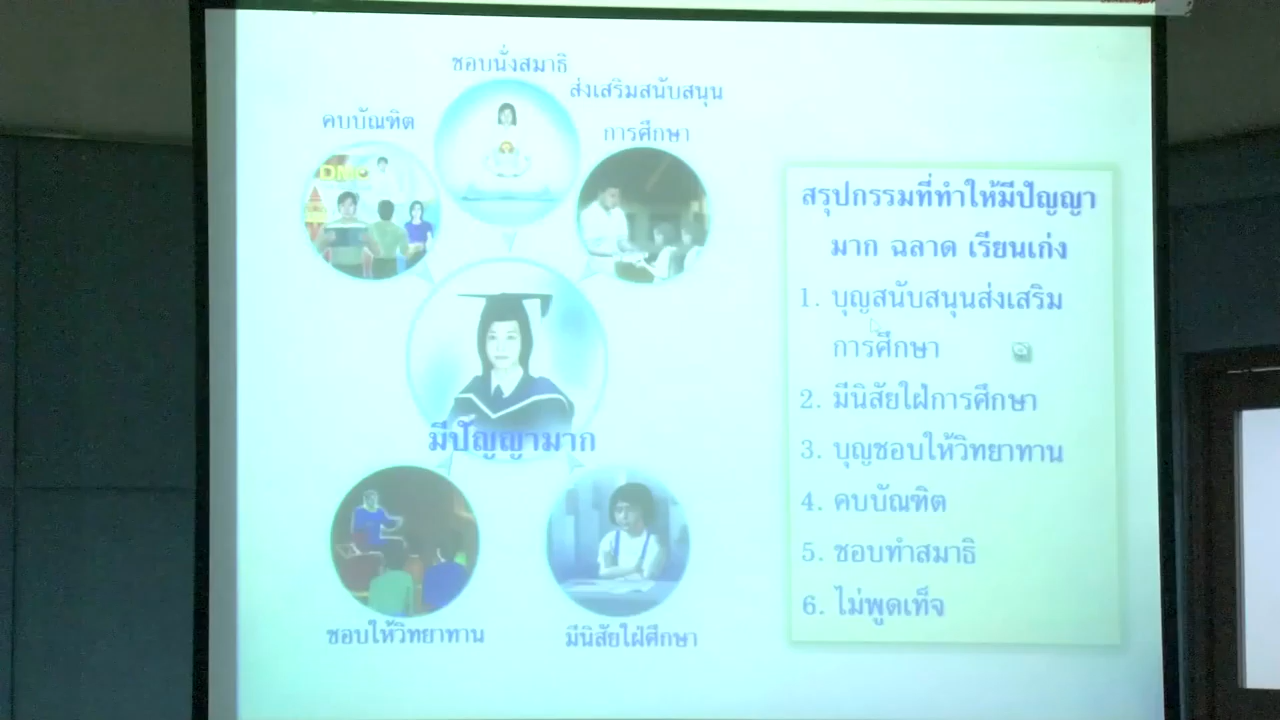 ชอบนั่งสมาธิ
ส่งเสริมสนับสนุน
การศึกษา
คบบัณฑิต
DMC
มีปัญญามาก
ชอบให้วิทยาทาน
มีนิสัยใฝ่ศึกษา
สรุปกรรมที่ทำให้มีปัญญา
มาก ฉลาด เรียนเก่ง
1. บุญสนับสนุนส่งเสริม
การศึกษา
2. มีนิสัยใฝ่การศึกษา
3. บุญชอบให้วิทยาทาน
4. คบบัณฑิต
5. ชอบทำสมาธิ
6. ไม่พูดเท็จ